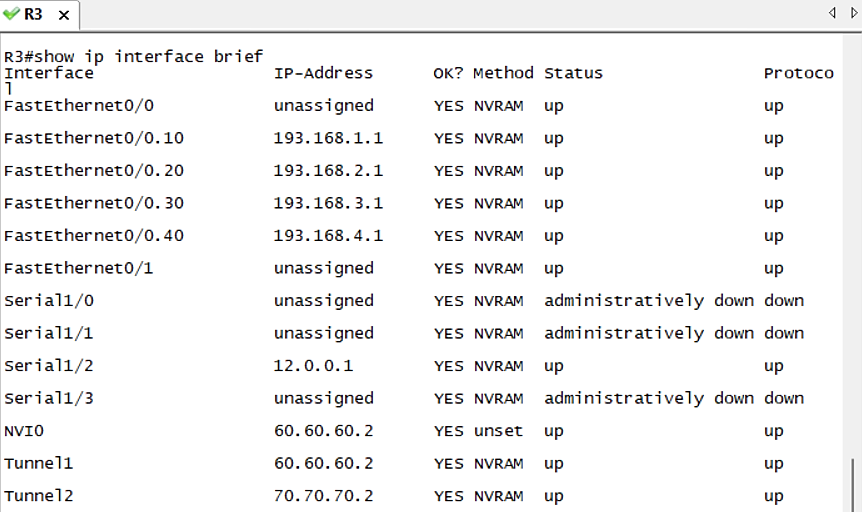 R3
R3#show ip interface brief
Interface IP-Address OK? Method Status Protoco
l
FastEthernet0/0 unassigned YES NVRAM up up
FastEthernet0/0.10 193.168.1.1 YES NVRAM up up
FastEthernet0/0.20 193.168.2.1 YES NVRAM up up
FastEthernet0/0.30 193.168.3.1 YES NVRAM up up
FastEthernet0/0.40 193.168.4.1 YES NVRAM up up
FastEthernet0/1 unassigned YES NVRAM up up
Serial1/0 unassigned YES NVRAM administratively down down
Serial1/1 unassigned YES NVRAM administratively down down
Serial1/2 12.0.0.1 YES NVRAM up up
Serial1/3 unassigned YES NVRAM administratively down down
NVI0 60.60.60.2 YES unset up up
Tunnel1 60.60.60.2 YES NVRAM up up
Tunnel2 70.70.70.2 YES NVRAM up up